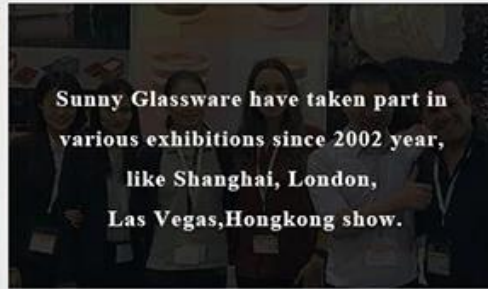 Sunny Glassware have taken part in
various exhibitions since 2002 year,
like Shanghai, London,
Las Vegas,Hongkong show.